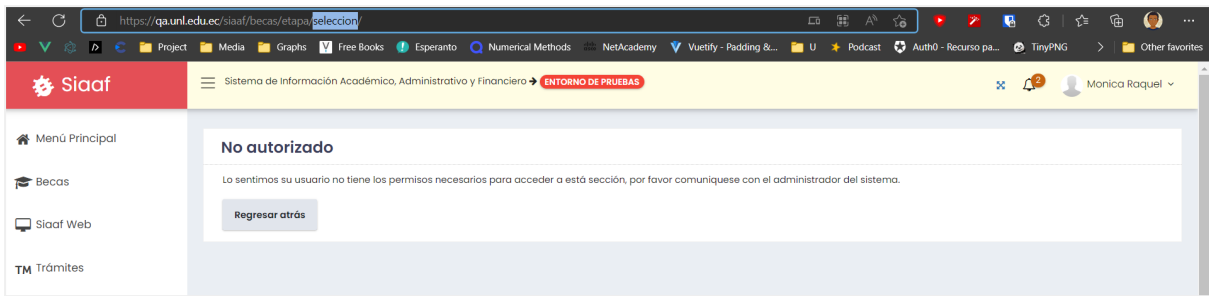 https://qa.unl.edu.ec/siaaf/becas/etapa/seleccion/
Project Media Graphs Free Books Esperanto Numerical Methods NetAcademy Vuetify - Padding &... U Podcast Auth0 - Recurso pa... TinyPNG Other favorites
Siaaf
Sistema de Información Académico, Administrativo y Financiero ENTORNO DE PRUEBAS
2
Monica Raquel
Menú Principal
No autorizado
Becas
Lo sentimos su usuario no tiene los permisos necesarios para acceder a está sección, por favor comuniquese con el administrador del sistema.
Regresar atrás
Siaaf Web
TM Trámites